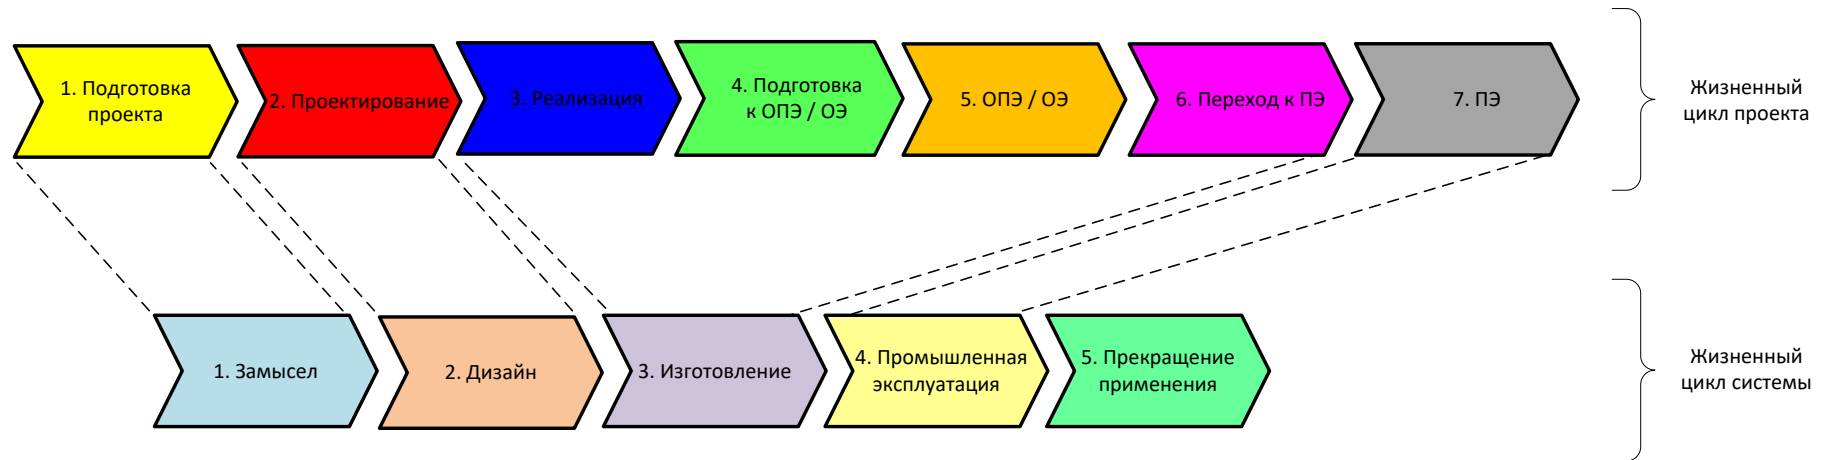 1. Подготовка
проекта
2. Проектирование
3. Реализация
4. Подготовка
к ОПЭ / ОЭ
5. ОПЭ / ОЭ
6. Переход к ПЭ
7. ПЭ
Жизненный
цикл проекта
1. Замысел
2. Дизайн
3. Изготовление
4. Промышленная
эксплуатация
5. Прекращение
применения
Жизненный
цикл системы